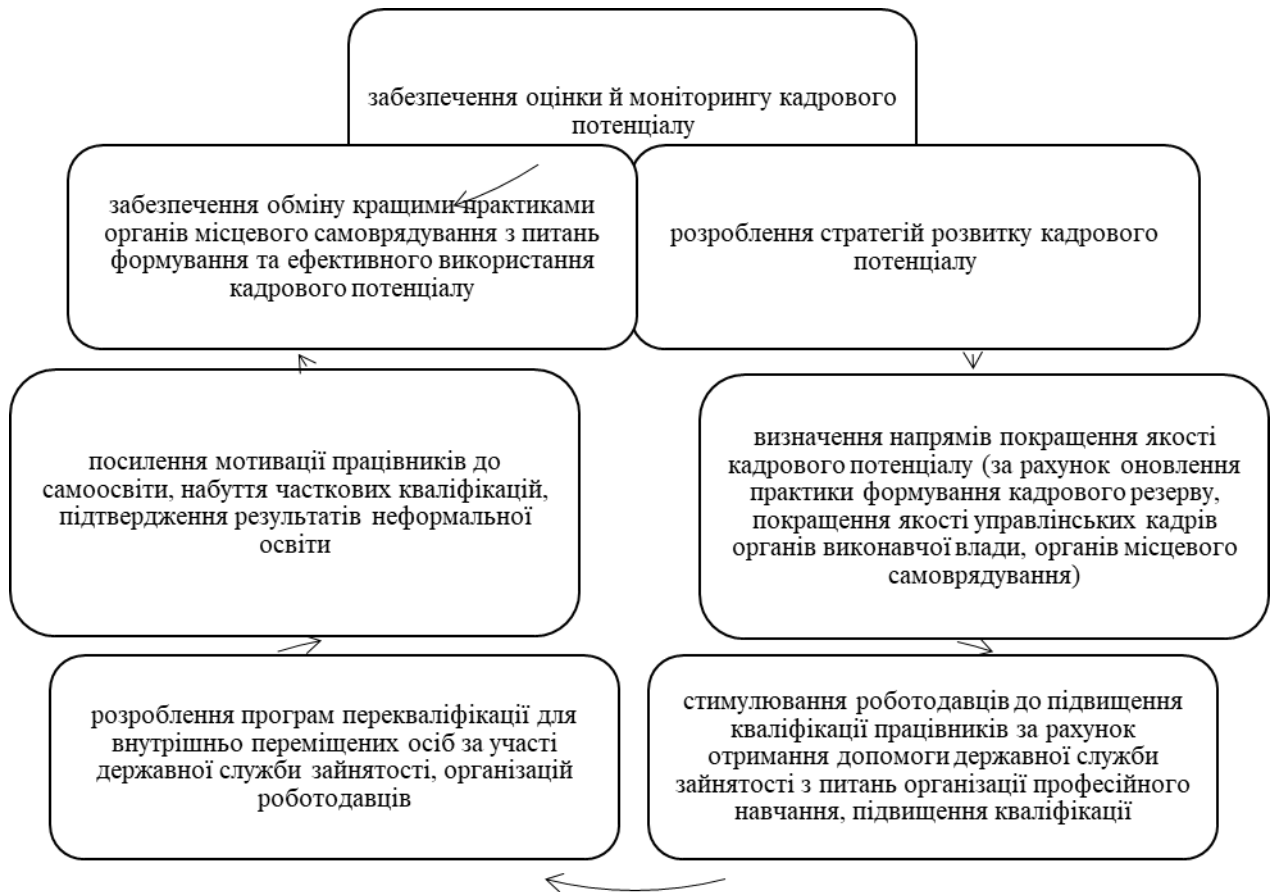 забезпечення оцінки й моніторингу кадрового
потенціалу
забезпечення обміну кращими практиками
органів місцевого самоврядування з питань
формування та ефективного використання
кадрового потенціалу
розроблення стратегій розвитку кадрового
потенціалу
посилення мотивації працівників до
самоосвіти, набуття часткових кваліфікацій,
підтвердження результатів неформальної
освіти
визначення напрямів покращення якості
кадрового потенціалу (за рахунок оновлення
практики формування кадрового резерву,
покращення якості управлінських кадрів
органів виконавчої влади, органів місцевого
самоврядування)
розроблення програм перекваліфікації для
внутрішньо переміщених осіб за участі
державної служби зайнятості, організацій
роботодавців
стимулювання роботодавців до підвищення
кваліфікації працівників за рахунок
отримання допомоги державної служби
зайнятості з питань організації професійного
навчання, підвищення кваліфікації